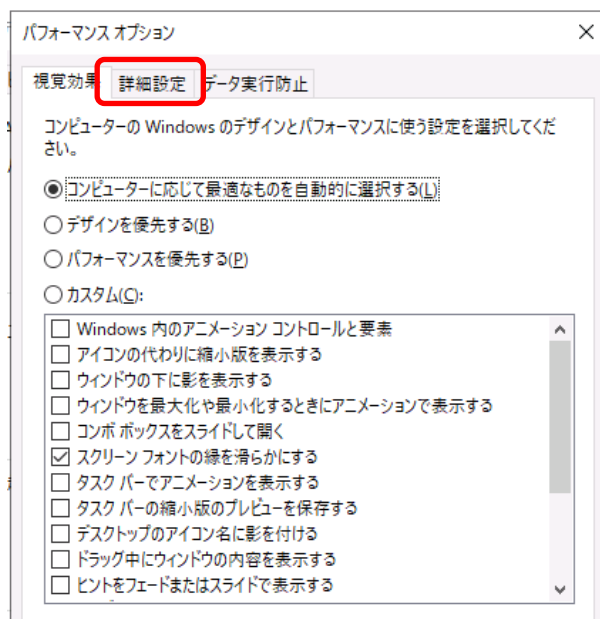 パフォーマンス オプション
視覚効果 詳細設定 データ実行防止
コンピューターの Windows のデザインとパフォーマンスに使う設定を選択してくだ
さい。
コンピューターに応じて最適なものを自動的に選択する(L)
デザインを優先する(B)
パフォーマンスを優先する(P)
カスタム(C):
Windows 内のアニメーション コントロールと要素
アイコンの代わりに縮小版を表示する
ウィンドウの下に影を表示する
ウィンドウを最大化や最小化するときにアニメーションで表示する
コンボ ボックスをスライドして開く
スクリーン フォントの縁を滑らかにする
タスク バーでアニメーションを表示する
タスク バーの縮小版のプレビューを保存する
デスクトップのアイコン名に影を付ける
ドラッグ中にウィンドウの内容を表示する
ヒントをフェードまたはスライドで表示する